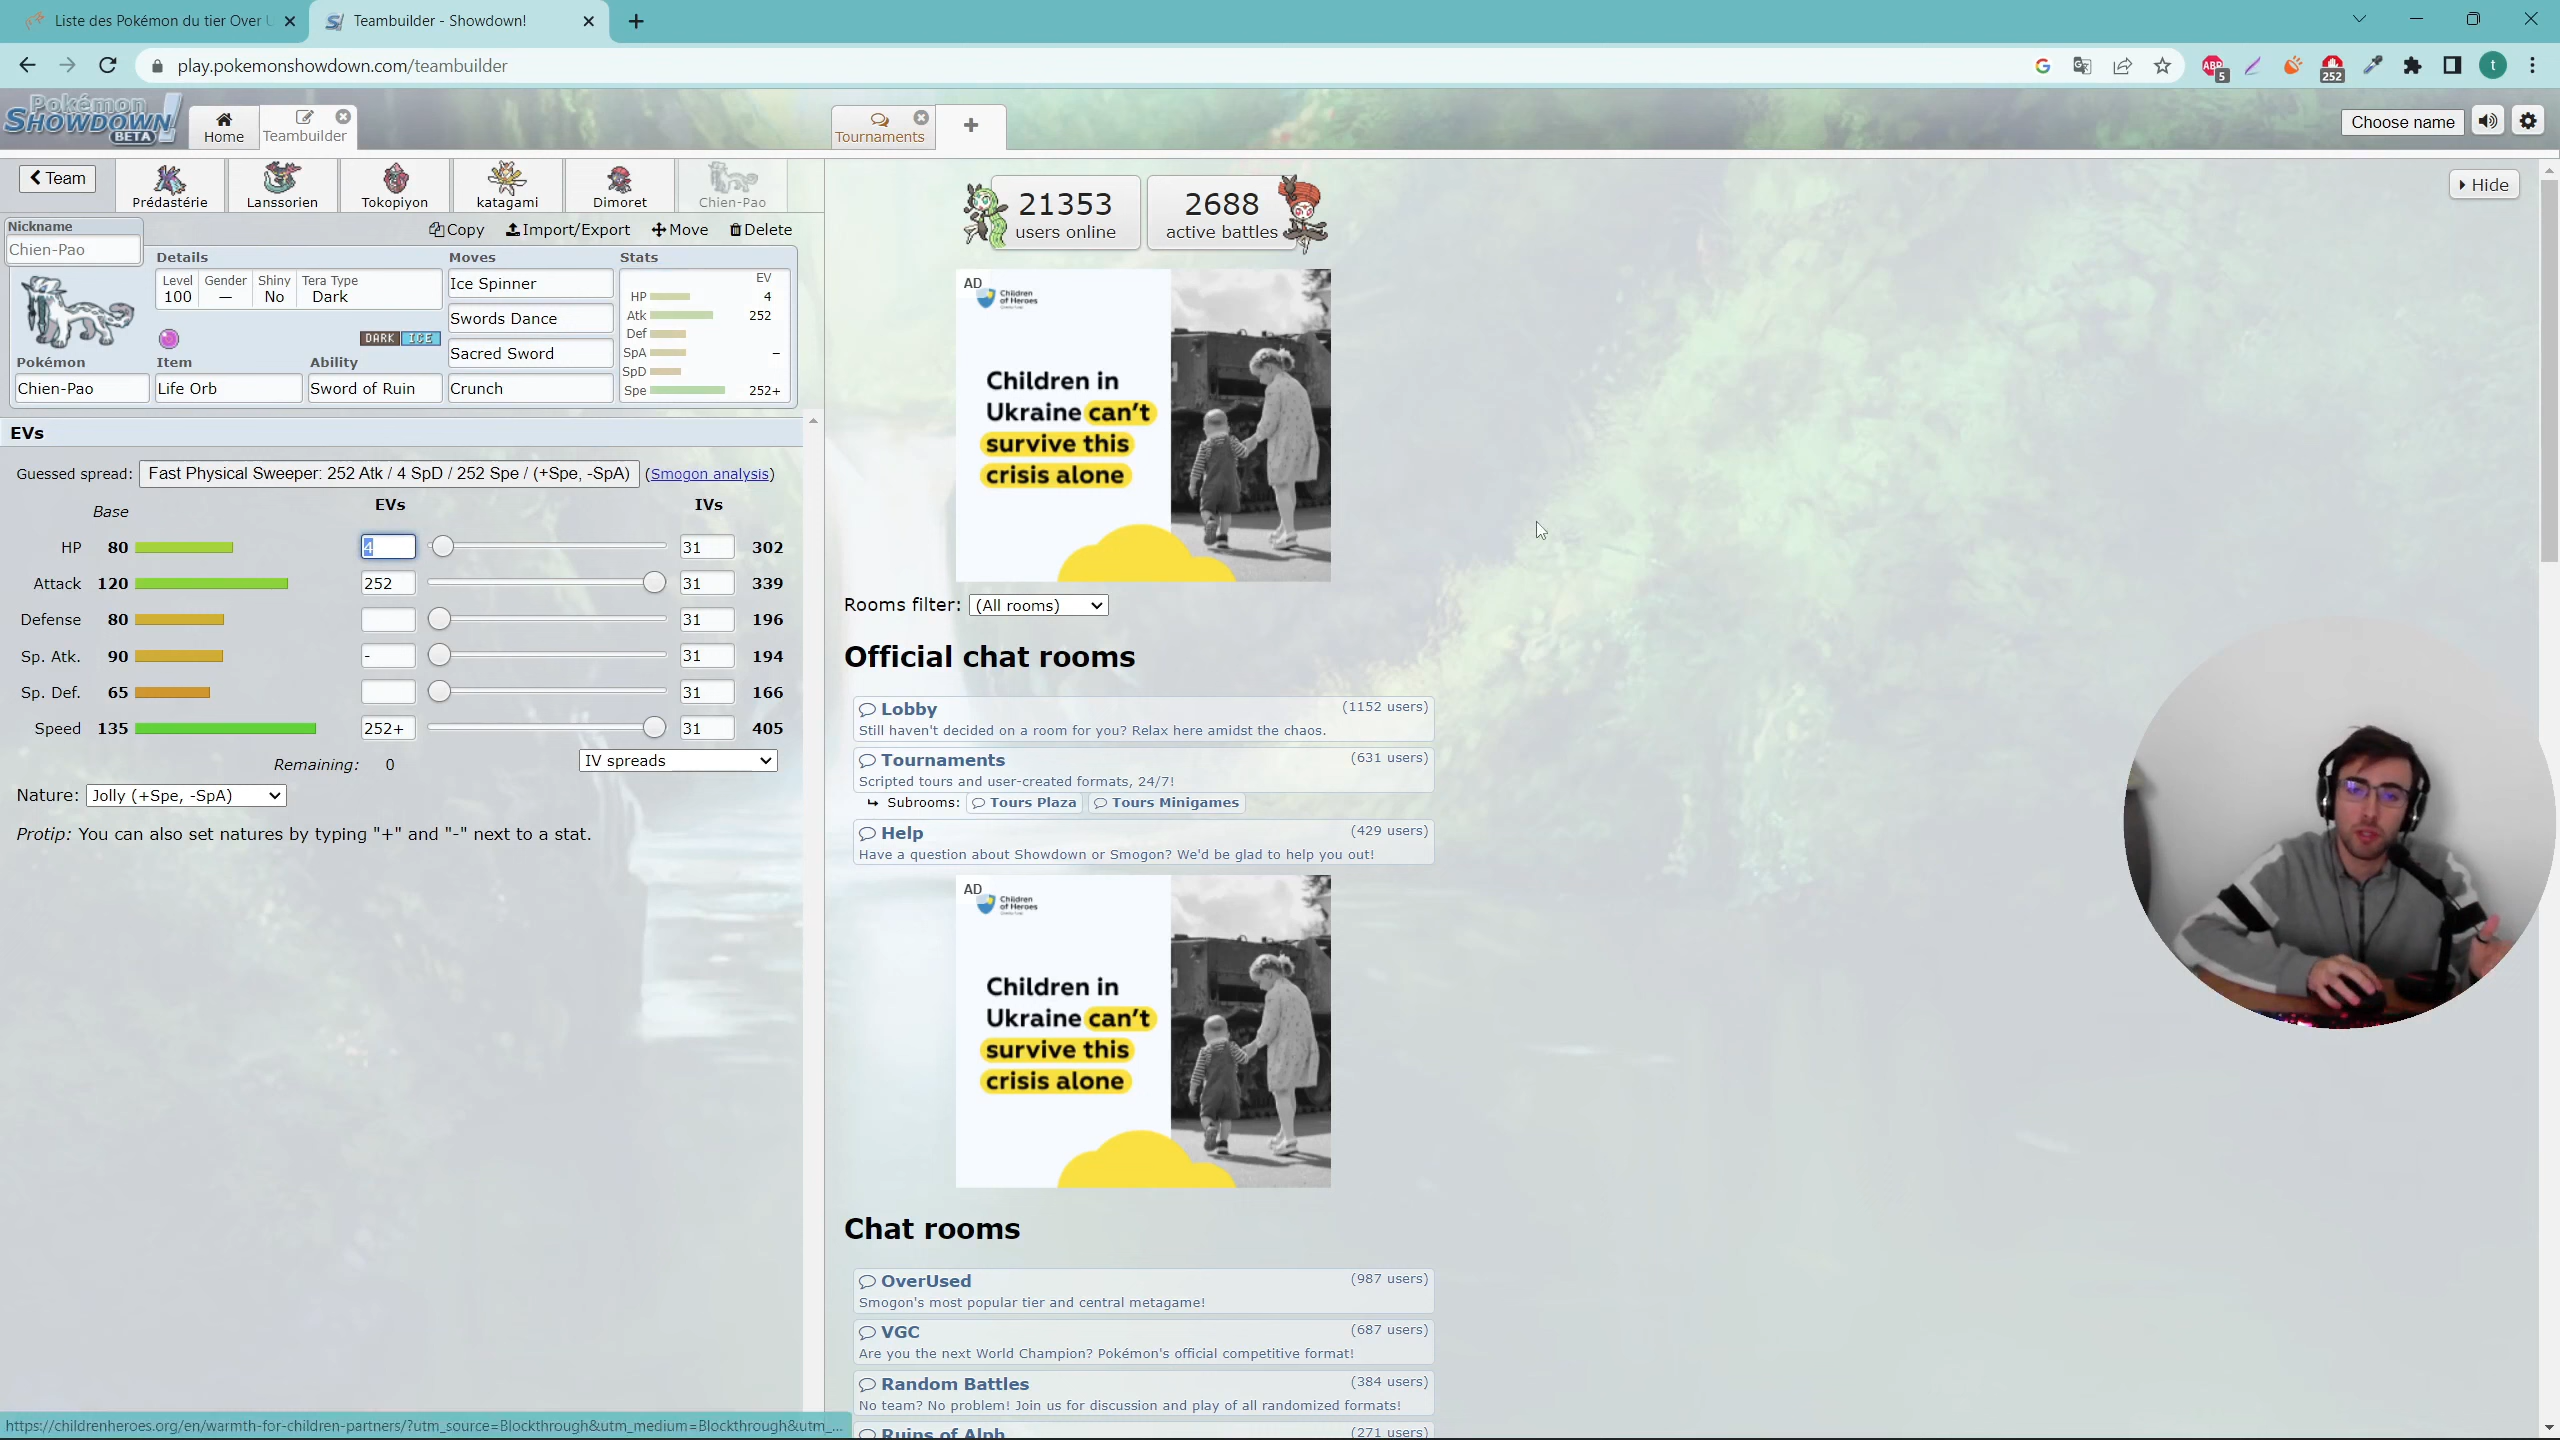 Liste des Pokémon du tier Over U
Teambuilder - Showdown!
play.pokemonshowdown.com/teambuilder
ABP
5
252
t
Pokémon
SHOWDOWN!
BETA
Home
Teambuilder
Tournaments
+
Choose name
Team
Prédastérie
Lanssorien
Tokopiyon
katagami
Dimoret
Chien-Pao
Hide
Nickname
Chien-Pao
Copy
Import/Export
Move
Delete
Details
Moves
Stats
Level
Gender
Shiny
Tera Type
100
—
No
Dark
Ice Spinner
Swords Dance
Sacred Sword
Crunch
EV
HP 4
Atk 252
Def
SpA –
SpD
Spe 252+
DARK ICE
Pokémon
Item
Ability
Chien-Pao
Life Orb
Sword of Ruin
EVs
Guessed spread: Fast Physical Sweeper: 252 Atk / 4 SpD / 252 Spe / (+Spe, -SpA) (Smogon analysis)
Base EVs IVs
HP 80 4 31 302
Attack 120 252 31 339
Defense 80 31 196
Sp. Atk. 90 - 31 194
Sp. Def. 65 31 166
Speed 135 252+ 31 405
Remaining: 0
IV spreads
Nature: Jolly (+Spe, -SpA)
Protip: You can also set natures by typing "+" and "-" next to a stat.
21353
users online
2688
active battles
AD
Children
of Heroes
Children in
Ukraine can't
survive this
crisis alone
Rooms filter: (All rooms)
Official chat rooms
Lobby (1152 users)
Still haven't decided on a room for you? Relax here amidst the chaos.
Tournaments (631 users)
Scripted tours and user-created formats, 24/7!
↳ Subrooms: Tours Plaza Tours Minigames
Help (429 users)
Have a question about Showdown or Smogon? We'd be glad to help you out!
AD
Children
of Heroes
Children in
Ukraine can't
survive this
crisis alone
Chat rooms
OverUsed (987 users)
Smogon's most popular tier and central metagame!
VGC (687 users)
Are you the next World Champion? Pokémon's official competitive format!
Random Battles (384 users)
No team? No problem! Join us for discussion and play of all randomized formats!
Ruins of Alph (271 users)
https://childrenheroes.org/en/warmth-for-children-partners/?utm_source=Blockthrough&utm_medium=Blockthrough&utm_...